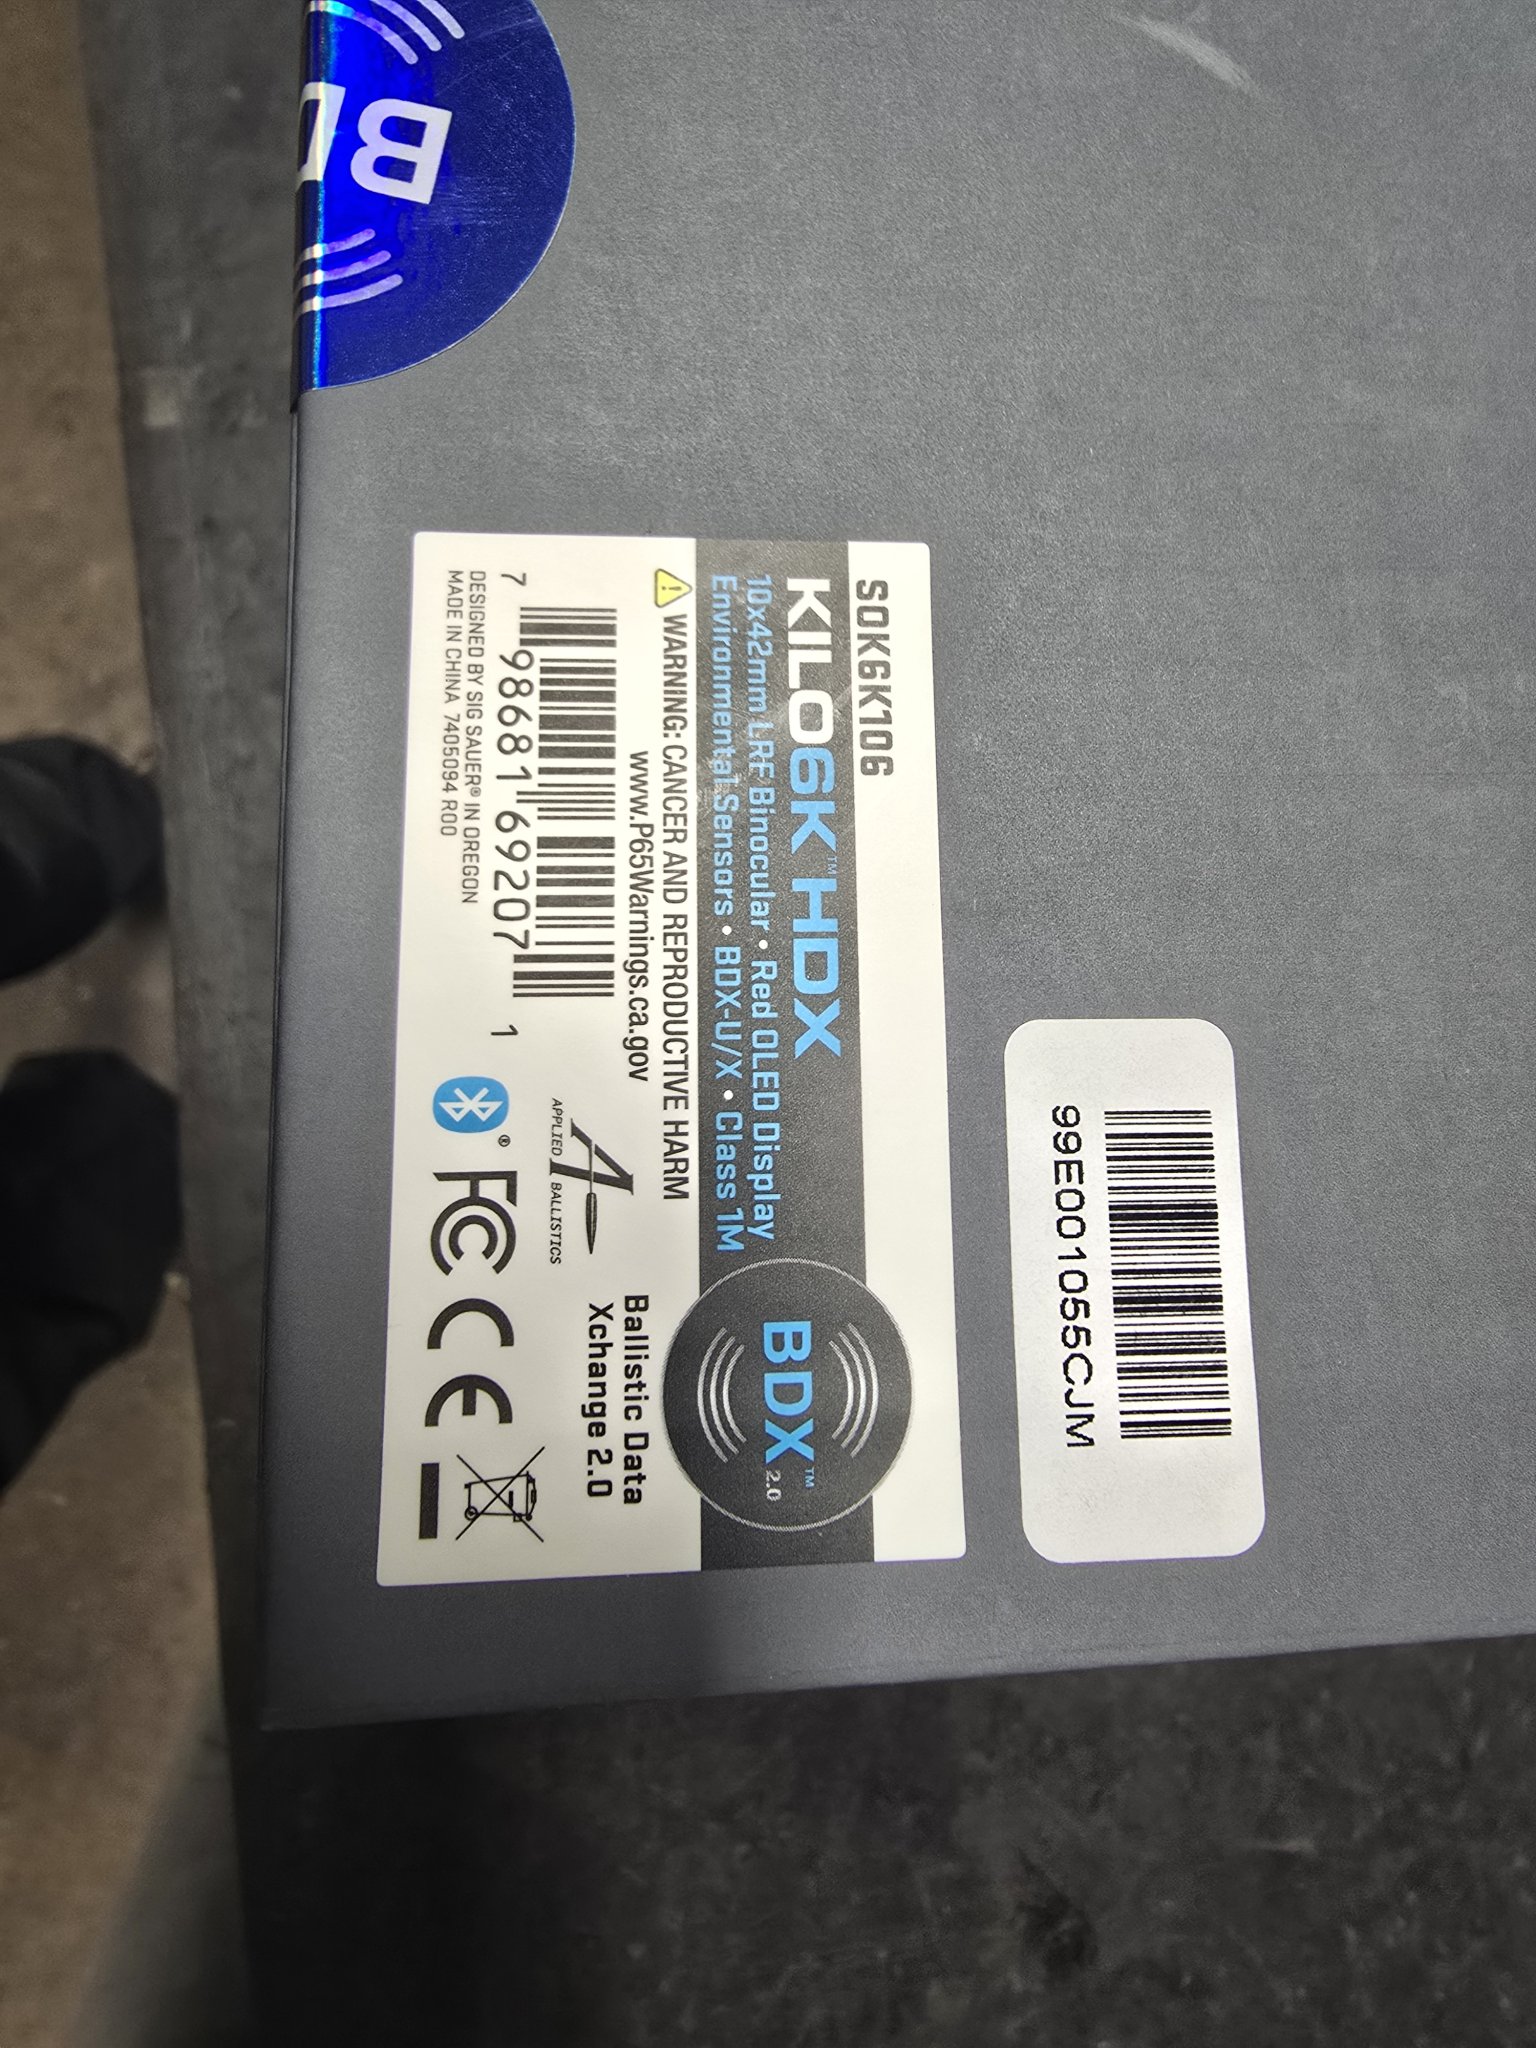 SOK6K106
KILO6K™ HDX
10x42mm LRF Binocular • Red OLED Display
Environmental Sensors • BDX-U/X • Class 1M
BDX™
2.0
WARNING: CANCER AND REPRODUCTIVE HARM
www.P65Warnings.ca.gov
7 98681 69207 1
DESIGNED BY SIG SAUER® IN OREGON
MADE IN CHINA 7405094 R00
APPLIED BALLISTICS
Ballistic Data
Xchange 2.0
FC
CE
99E001055CJM